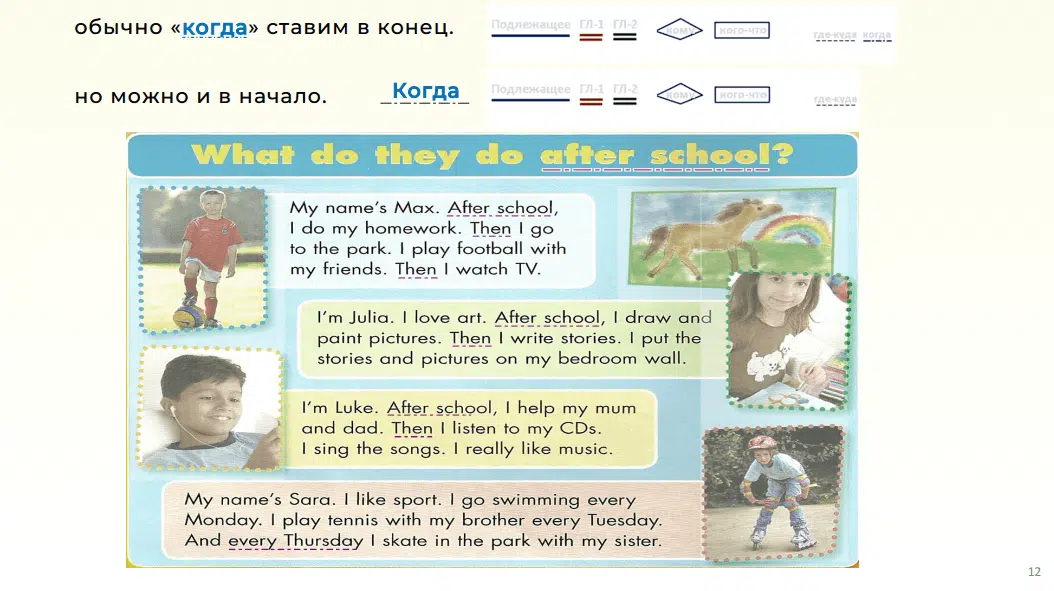 обычно «когда» ставим в конец.
Подлежащее ГЛ-1 ГЛ-2 кому кого-что где-куда когда
но можно и в начало.
Когда Подлежащее ГЛ-1 ГЛ-2 кому кого-что где-куда
What do they do after school?
My name's Max. After school,
I do my homework. Then I go
to the park. I play football with
my friends. Then I watch TV.
I'm Julia. I love art. After school, I draw and
paint pictures. Then I write stories. I put the
stories and pictures on my bedroom wall.
I'm Luke. After school, I help my mum
and dad. Then I listen to my CDs.
I sing the songs. I really like music.
My name's Sara. I like sport. I go swimming every
Monday. I play tennis with my brother every Tuesday.
And every Thursday I skate in the park with my sister.
12